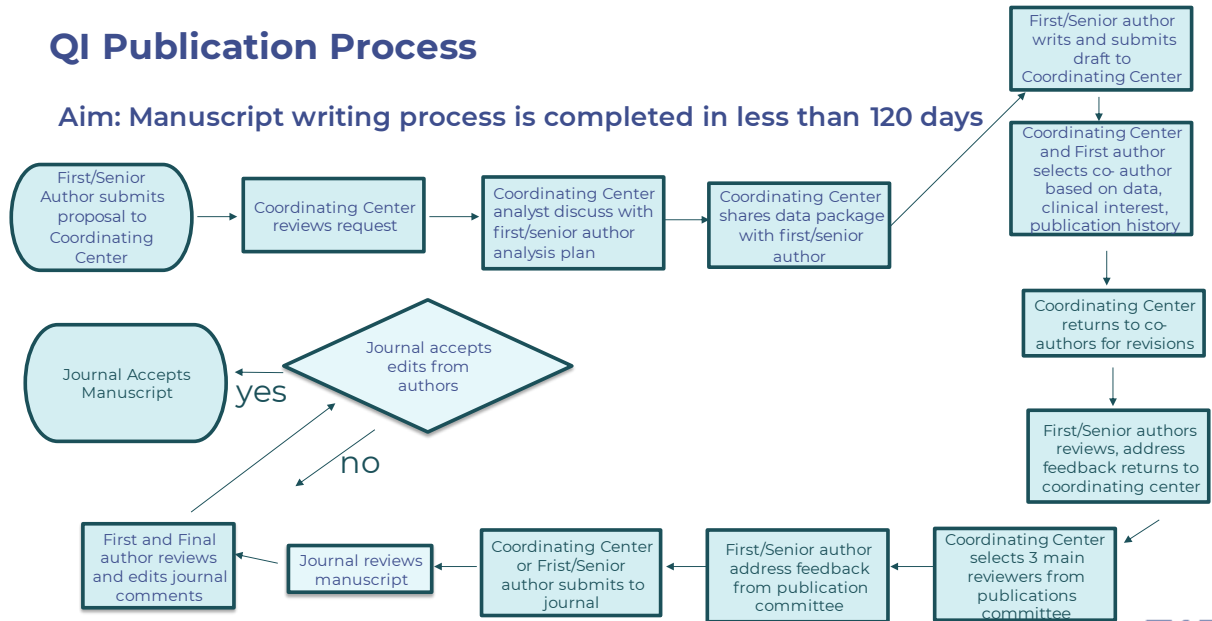 QI Publication Process
Aim: Manuscript writing process is completed in less than 120 days
First/Senior
Author submits
proposal to
Coordinating
Center
Coordinating Center
reviews request
Coordinating Center
analyst discuss with
first/senior author
analysis plan
Coordinating Center
shares data package
with first/senior
author
First/Senior author
writs and submits
draft to
Coordinating Center
Coordinating Center
and First author
selects co- author
based on data,
clinical interest,
publication history
Coordinating Center
returns to co-
authors for revisions
First/Senior authors
reviews, address
feedback returns to
coordinating center
Coordinating Center
selects 3 main
reviewers from
publications
committee
First/Senior author
address feedback
from publication
committee
Coordinating Center
or Frist/Senior
author submits to
journal
Journal reviews
manuscript
First and Final
author reviews
and edits journal
comments
Journal accepts
edits from
authors
yes
no
Journal Accepts
Manuscript